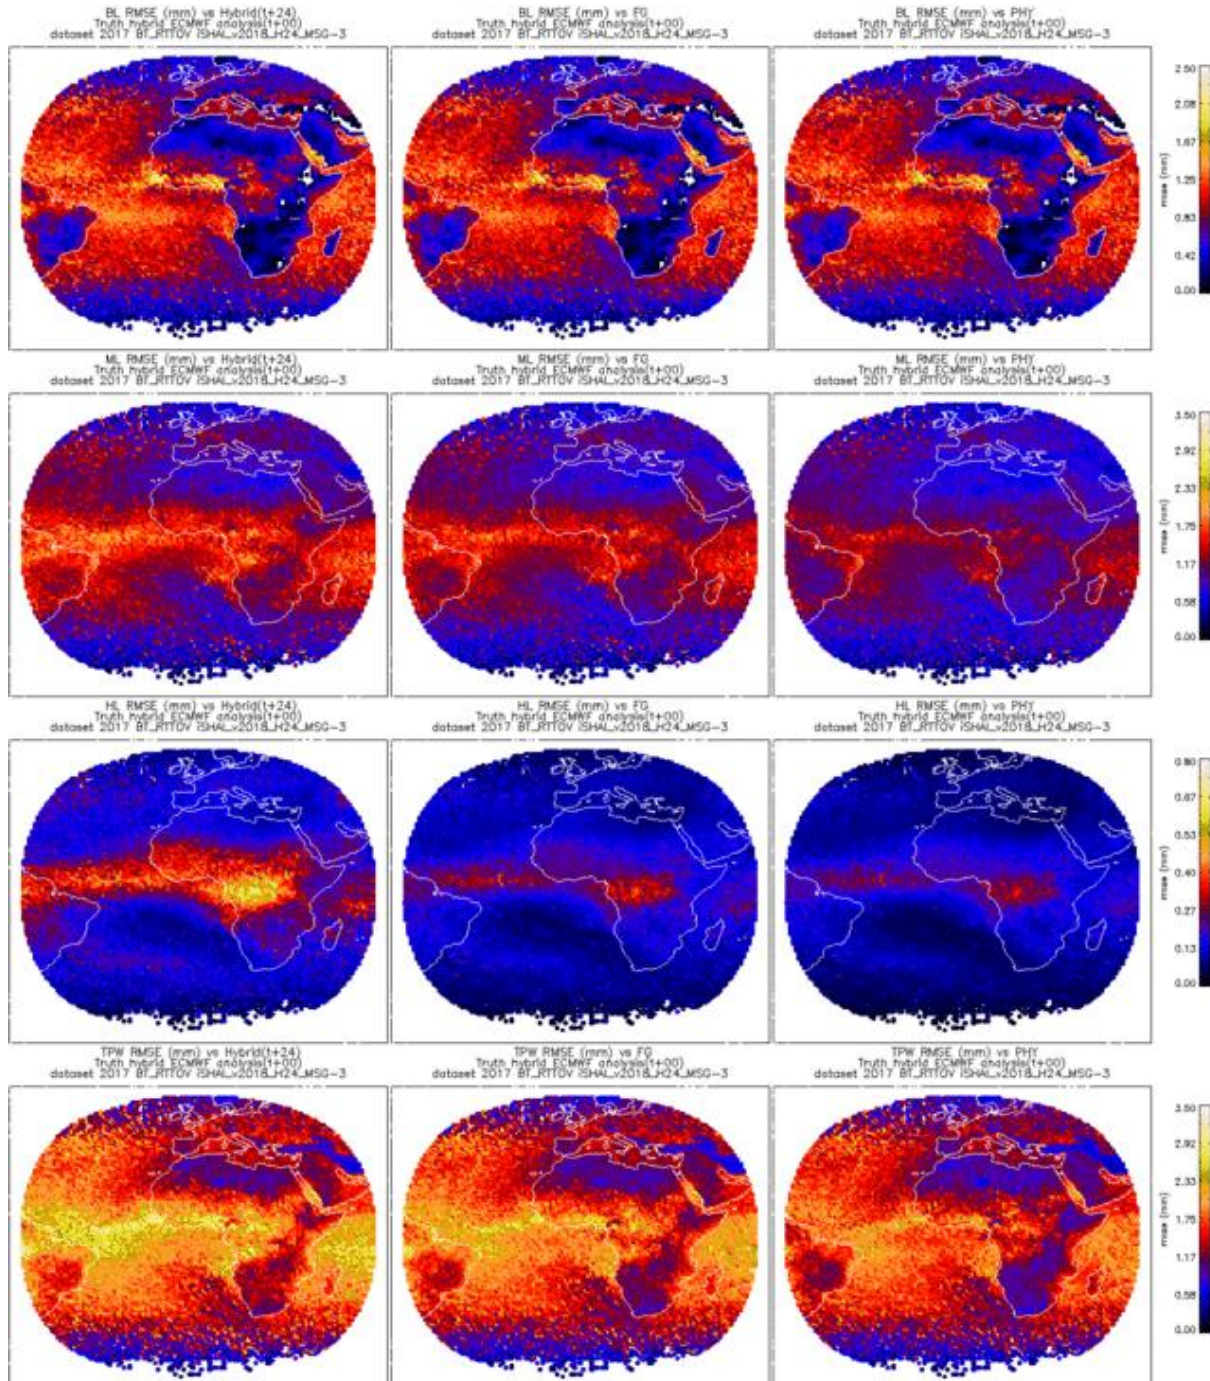 BL RMSE (mm) vs Hybrid(t+24)
Truth hybrid ECMWF analysis(t+00)
dataset 2017 BT_RTTOV iSHAI_v2018_H24_MSG-3
BL RMSE (mm) vs FG
Truth hybrid ECMWF analysis(t+00)
dataset 2017 BT_RTTOV iSHAI_v2018_H24_MSG-3
BL RMSE (mm) vs PHY
Truth hybrid ECMWF analysis(t+00)
dataset 2017 BT_RTTOV iSHAI_v2018_H24_MSG-3
2.50
2.08
1.67
1.25
0.83
0.42
0.00
rmse (mm)
ML RMSE (mm) vs Hybrid(t+24)
Truth hybrid ECMWF analysis(t+00)
dataset 2017 BT_RTTOV iSHAI_v2018_H24_MSG-3
ML RMSE (mm) vs FG
Truth hybrid ECMWF analysis(t+00)
dataset 2017 BT_RTTOV iSHAI_v2018_H24_MSG-3
ML RMSE (mm) vs PHY
Truth hybrid ECMWF analysis(t+00)
dataset 2017 BT_RTTOV iSHAI_v2018_H24_MSG-3
3.50
2.92
2.33
1.75
1.17
0.58
0.00
rmse (mm)
HL RMSE (mm) vs Hybrid(t+24)
Truth hybrid ECMWF analysis(t+00)
dataset 2017 BT_RTTOV iSHAI_v2018_H24_MSG-3
HL RMSE (mm) vs FG
Truth hybrid ECMWF analysis(t+00)
dataset 2017 BT_RTTOV iSHAI_v2018_H24_MSG-3
HL RMSE (mm) vs PHY
Truth hybrid ECMWF analysis(t+00)
dataset 2017 BT_RTTOV iSHAI_v2018_H24_MSG-3
0.80
0.67
0.53
0.40
0.27
0.13
0.00
rmse (mm)
TPW RMSE (mm) vs Hybrid(t+24)
Truth hybrid ECMWF analysis(t+00)
dataset 2017 BT_RTTOV iSHAI_v2018_H24_MSG-3
TPW RMSE (mm) vs FG
Truth hybrid ECMWF analysis(t+00)
dataset 2017 BT_RTTOV iSHAI_v2018_H24_MSG-3
TPW RMSE (mm) vs PHY
Truth hybrid ECMWF analysis(t+00)
dataset 2017 BT_RTTOV iSHAI_v2018_H24_MSG-3
3.50
2.92
2.33
1.75
1.17
0.58
0.00
rmse (mm)